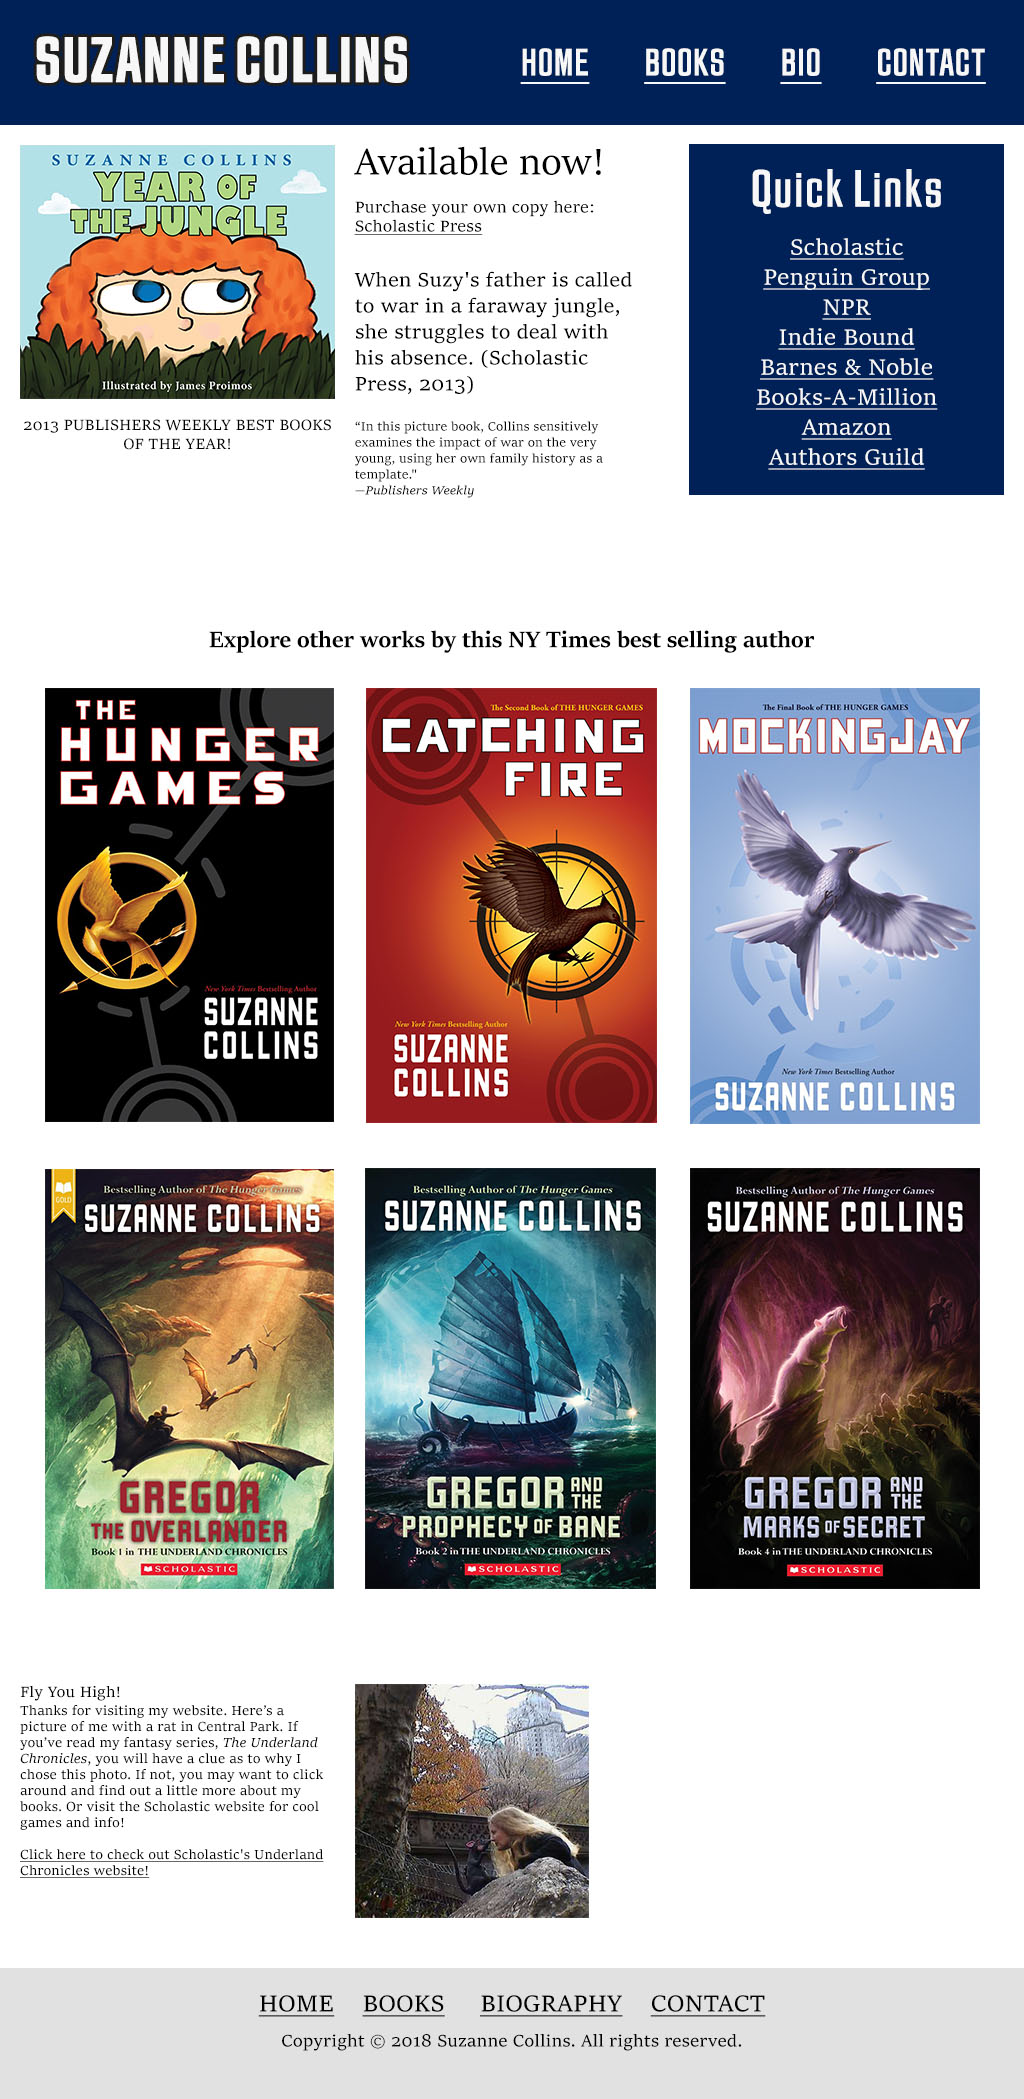 SUZANNE COLLINS
HOME BOOKS BIO CONTACT
SUZANNE COLLINS
YEAR OF
THE JUNGLE
Illustrated by James Proimos
2013 PUBLISHERS WEEKLY BEST BOOKS
OF THE YEAR!
Available now!
Purchase your own copy here:
Scholastic Press
When Suzy's father is called
to war in a faraway jungle,
she struggles to deal with
his absence. (Scholastic
Press, 2013)
“In this picture book, Collins sensitively
examines the impact of war on the very
young, using her own family history as a
template."
—Publishers Weekly
Quick Links
Scholastic
Penguin Group
NPR
Indie Bound
Barnes & Noble
Books-A-Million
Amazon
Authors Guild
Explore other works by this NY Times best selling author
THE
HUNGER
GAMES
New York Times Bestselling Author
SUZANNE
COLLINS
The Second Book of THE HUNGER GAMES
CATCHING
FIRE
New York Times Bestselling Author
SUZANNE
COLLINS
The Final Book of THE HUNGER GAMES
MOCKINGJAY
New York Times Bestselling Author
SUZANNE COLLINS
GOLD
Bestselling Author of The Hunger Games
SUZANNE COLLINS
GREGOR
THE OVERLANDER
Book 1 in THE UNDERLAND CHRONICLES
SCHOLASTIC
Bestselling Author of The Hunger Games
SUZANNE COLLINS
GREGOR AND THE
PROPHECY OF BANE
Book 2 in THE UNDERLAND CHRONICLES
SCHOLASTIC
Bestselling Author of The Hunger Games
SUZANNE COLLINS
GREGOR AND THE
MARKS OF SECRET
Book 4 in THE UNDERLAND CHRONICLES
SCHOLASTIC
Fly You High!
Thanks for visiting my website. Here’s a
picture of me with a rat in Central Park. If
you’ve read my fantasy series, The Underland
Chronicles, you will have a clue as to why I
chose this photo. If not, you may want to click
around and find out a little more about my
books. Or visit the Scholastic website for cool
games and info!
Click here to check out Scholastic's Underland
Chronicles website!
HOME BOOKS BIOGRAPHY CONTACT
Copyright © 2018 Suzanne Collins. All rights reserved.